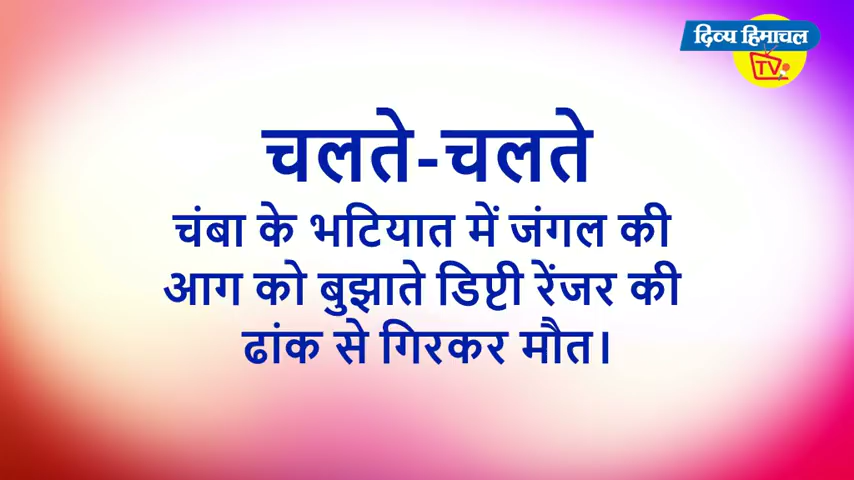 दिव्य हिमाचल
TV
चलते-चलते
चंबा के भटियात में जंगल की
आग को बुझाते डिप्टी रेंजर की
ढांक से गिरकर मौत।